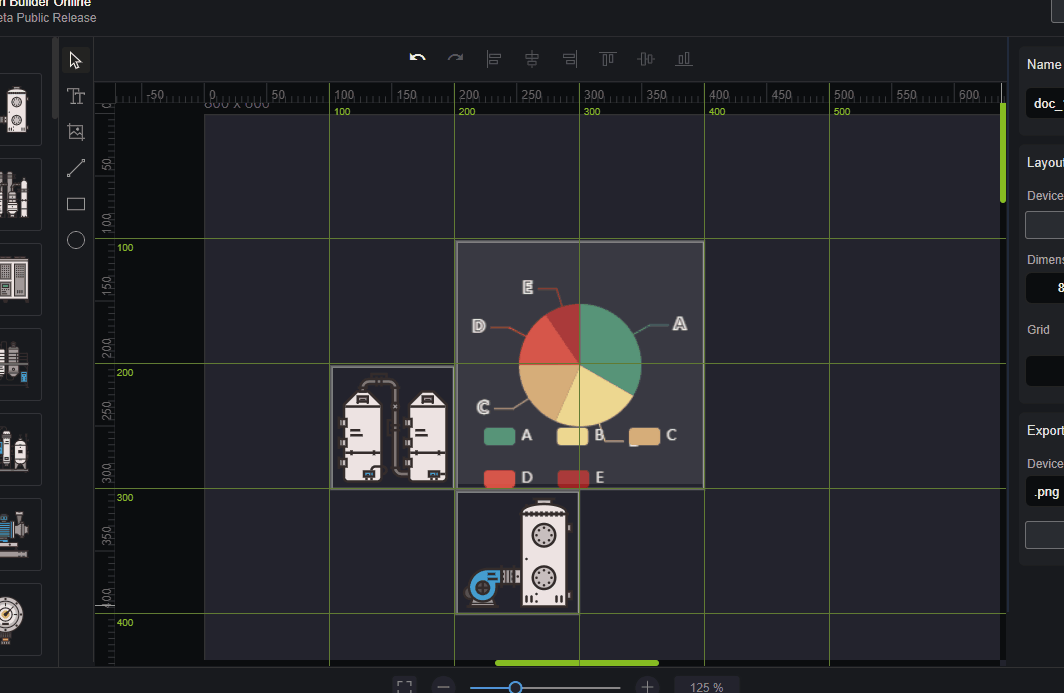 n Builder Online
eta Public Release
Name
doc_
Layou
Device
Dimens
8
Grid
Export
Device
.png
-50 0 50 100 150 200 250 300 350 400 450 500 550 600
800 X 600
100 200 300 400 500
0
50
100
100
150
200
200
250
300
300
350
400
400
E
A
D
C
A B C
D E
125 %